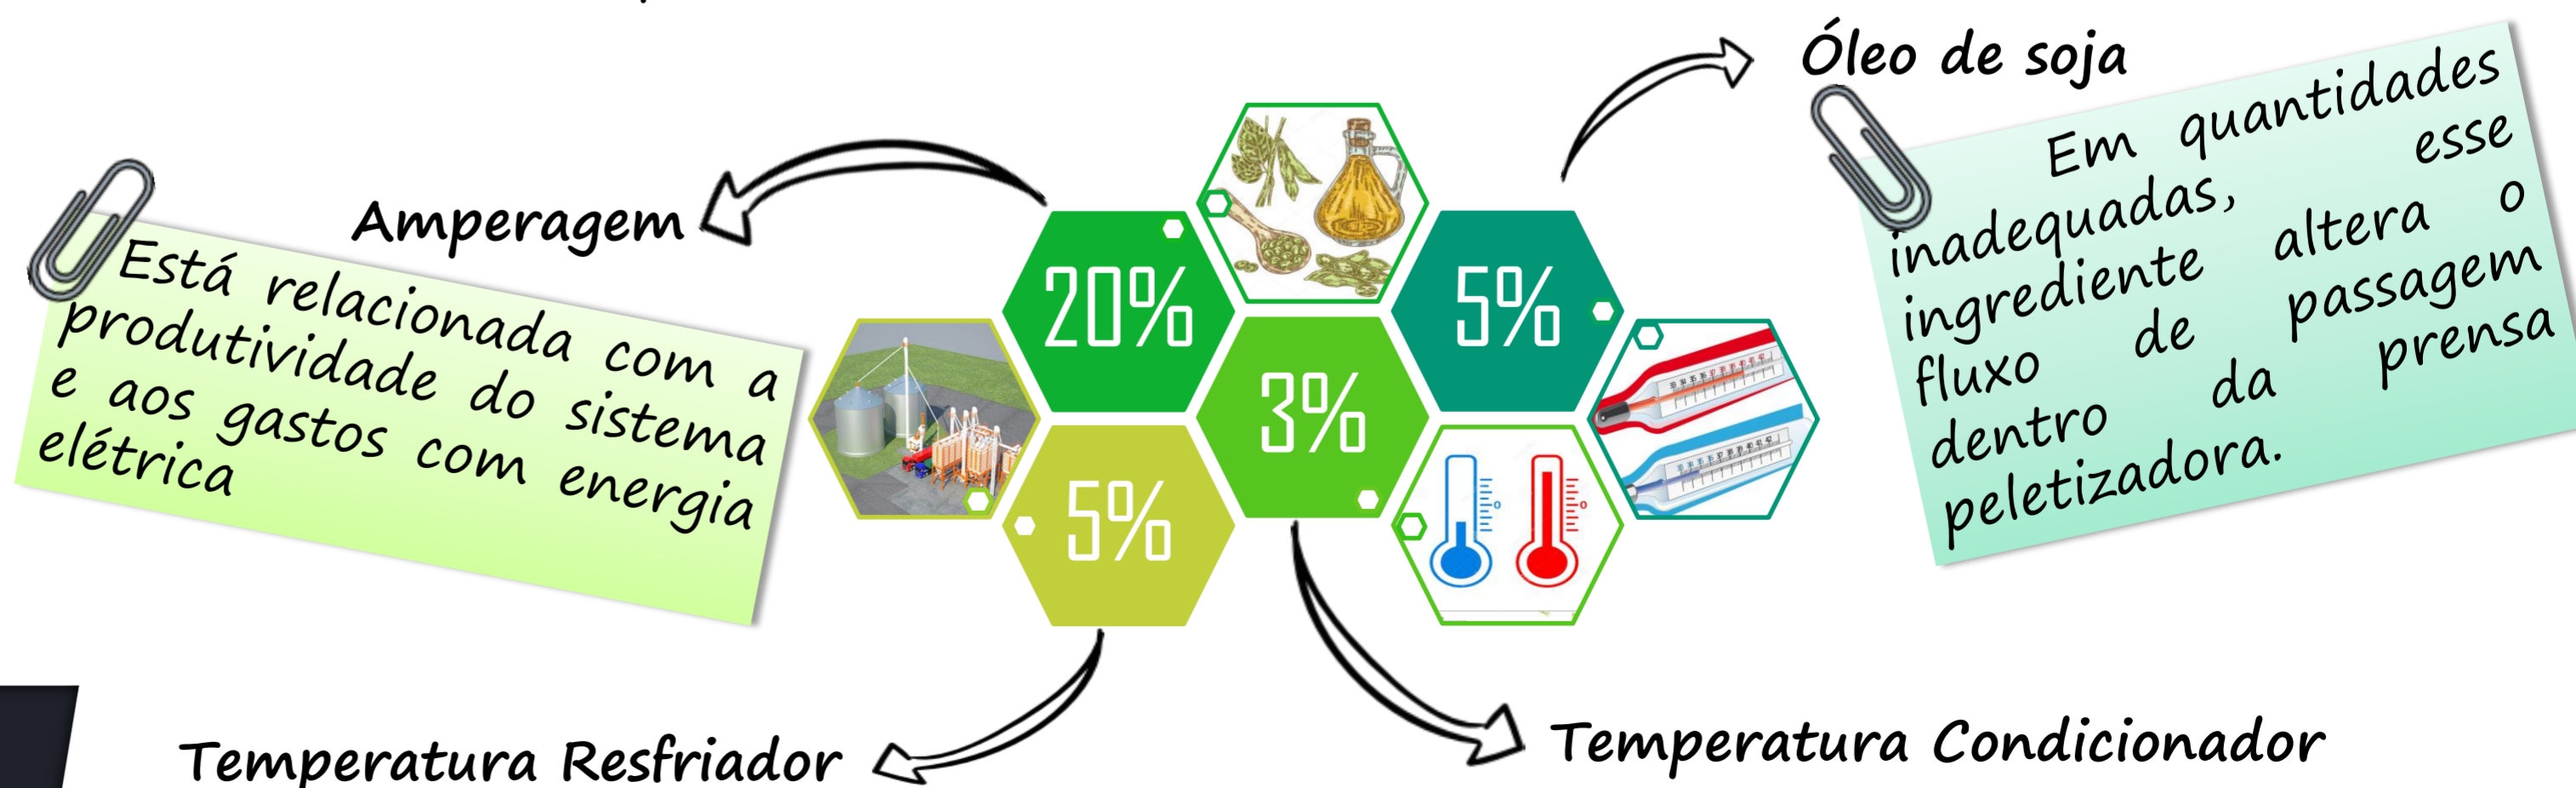 Óleo de soja
Em quantidades
inadequadas, esse
ingrediente altera o
fluxo de passagem
dentro da prensa
peletizadora.
Amperagem
Está relacionada com a
produtividade do sistema
e aos gastos com energia
elétrica
20%
5%
3%
5%
Temperatura Resfriador
Temperatura Condicionador